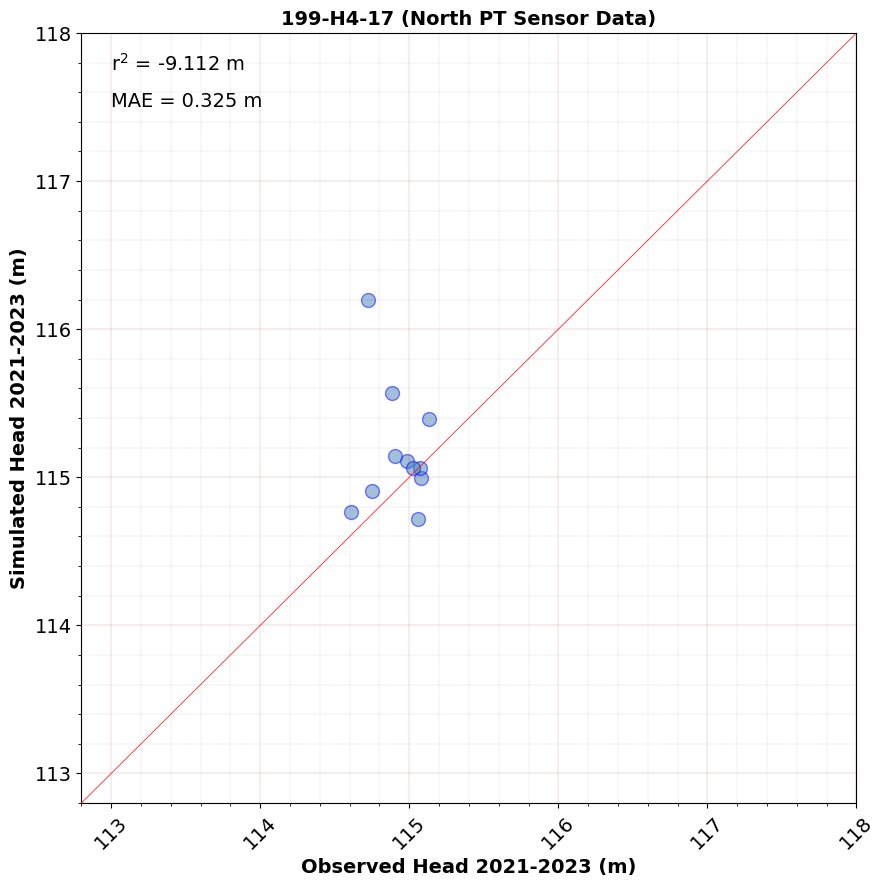 199-H4-17 (North PT Sensor Data)
r² = -9.112 m
MAE = 0.325 m
118
117
116
115
114
113
Simulated Head 2021-2023 (m)
113
114
115
116
117
118
Observed Head 2021-2023 (m)